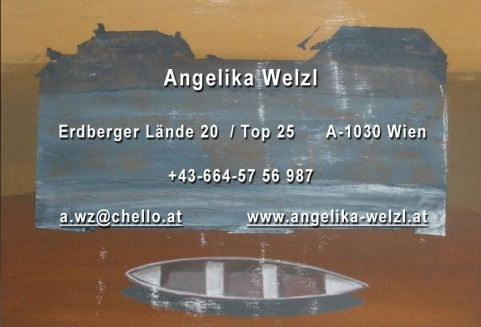 Angelika Welzl
Erdberger Lände 20 / Top 25 A-1030 Wien
+43-664-57 56 987
a.wz@chello.at www.angelika-welzl.at